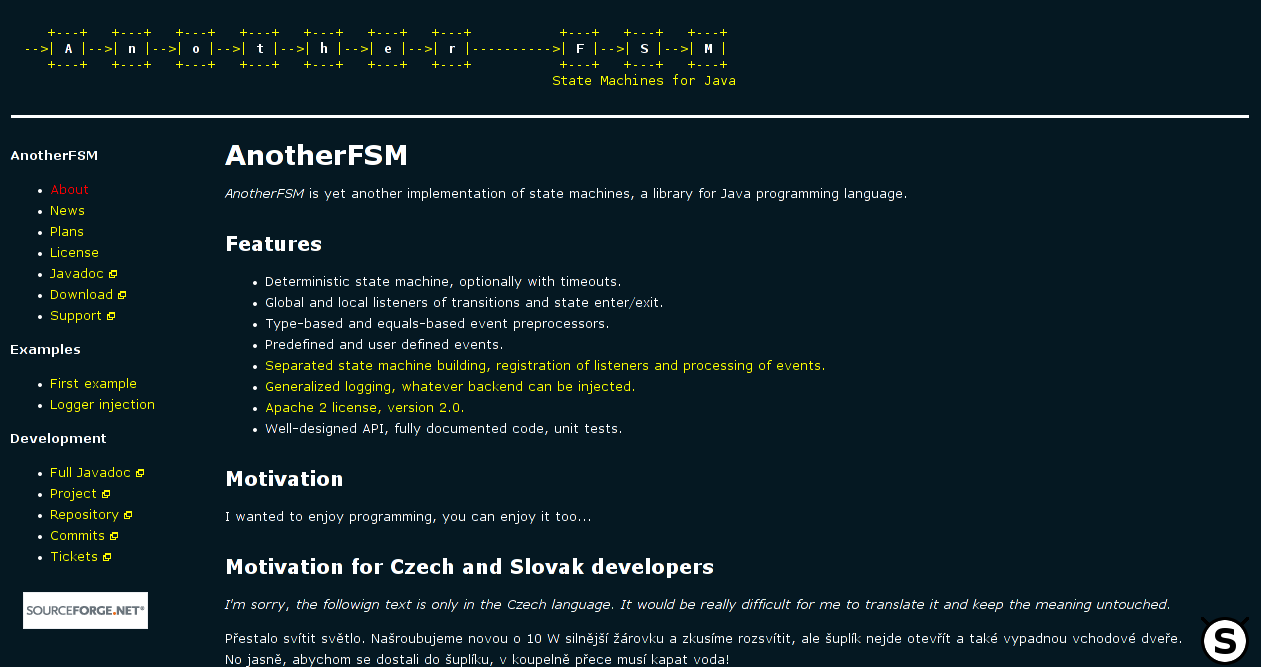 +---+   +---+   +---+   +---+   +---+   +---+   +---+           +---+   +---+   +---+
-->| A |-->| n |-->| o |-->| t |-->| h |-->| e |-->| r |---------->| F |-->| S |-->| M |
+---+   +---+   +---+   +---+   +---+   +---+   +---+           +---+   +---+   +---+
State Machines for Java
AnotherFSM
About
News
Plans
License
Javadoc
Download
Support
Examples
First example
Logger injection
Development
Full Javadoc
Project
Repository
Commits
Tickets
SOURCEFORGE.NET®
AnotherFSM
AnotherFSM is yet another implementation of state machines, a library for Java programming language.
Features
Deterministic state machine, optionally with timeouts.
Global and local listeners of transitions and state enter/exit.
Type-based and equals-based event preprocessors.
Predefined and user defined events.
Separated state machine building, registration of listeners and processing of events.
Generalized logging, whatever backend can be injected.
Apache 2 license, version 2.0.
Well-designed API, fully documented code, unit tests.
Motivation
I wanted to enjoy programming, you can enjoy it too...
Motivation for Czech and Slovak developers
I'm sorry, the followign text is only in the Czech language. It would be really difficult for me to translate it and keep the meaning untouched.
Přestalo svítit světlo. Našroubujeme novou o 10 W silnější žárovku a zkusíme rozsvítit, ale šuplík nejde otevřít a také vypadnou vchodové dveře.
No jasně, abychom se dostali do šuplíku, v koupelně přece musí kapat voda!
S